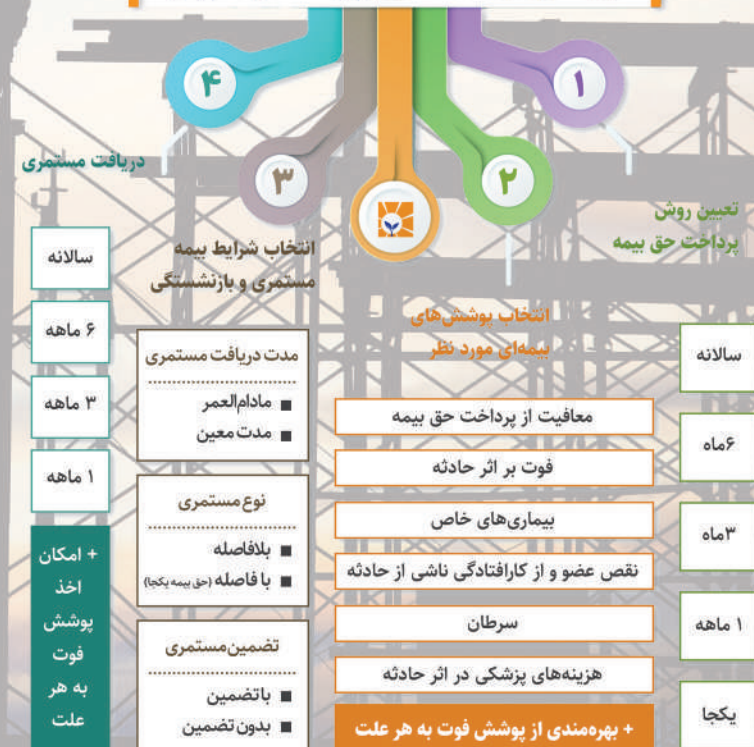 ۱
۲
۳
۴
تعیین روش
پرداخت حق بیمه
سالانه
۶ماه
۳ماه
۱ ماهه
یکجا
انتخاب پوشش‌های
بیمه‌ای مورد نظر
معافیت از پرداخت حق بیمه
فوت بر اثر حادثه
بیماری‌های خاص
نقص عضو و از کارافتادگی ناشی از حادثه
سرطان
هزینه‌های پزشکی در اثر حادثه
+ بهره‌مندی از پوشش فوت به هر علت
انتخاب شرایط بیمه
مستمری و بازنشستگی
مدت دریافت مستمری
■ مادام‌العمر
■ مدت معین
نوع مستمری
■ بلافاصله
■ با فاصله (حق بیمه یکجا)
تضمین‌مستمری
■ باتضمین
■ بدون تضمین
دریافت مستمری
سالانه
۶ ماهه
۳ ماهه
۱ ماهه
+ امکان
اخذ
پوشش
فوت
به هر
علت